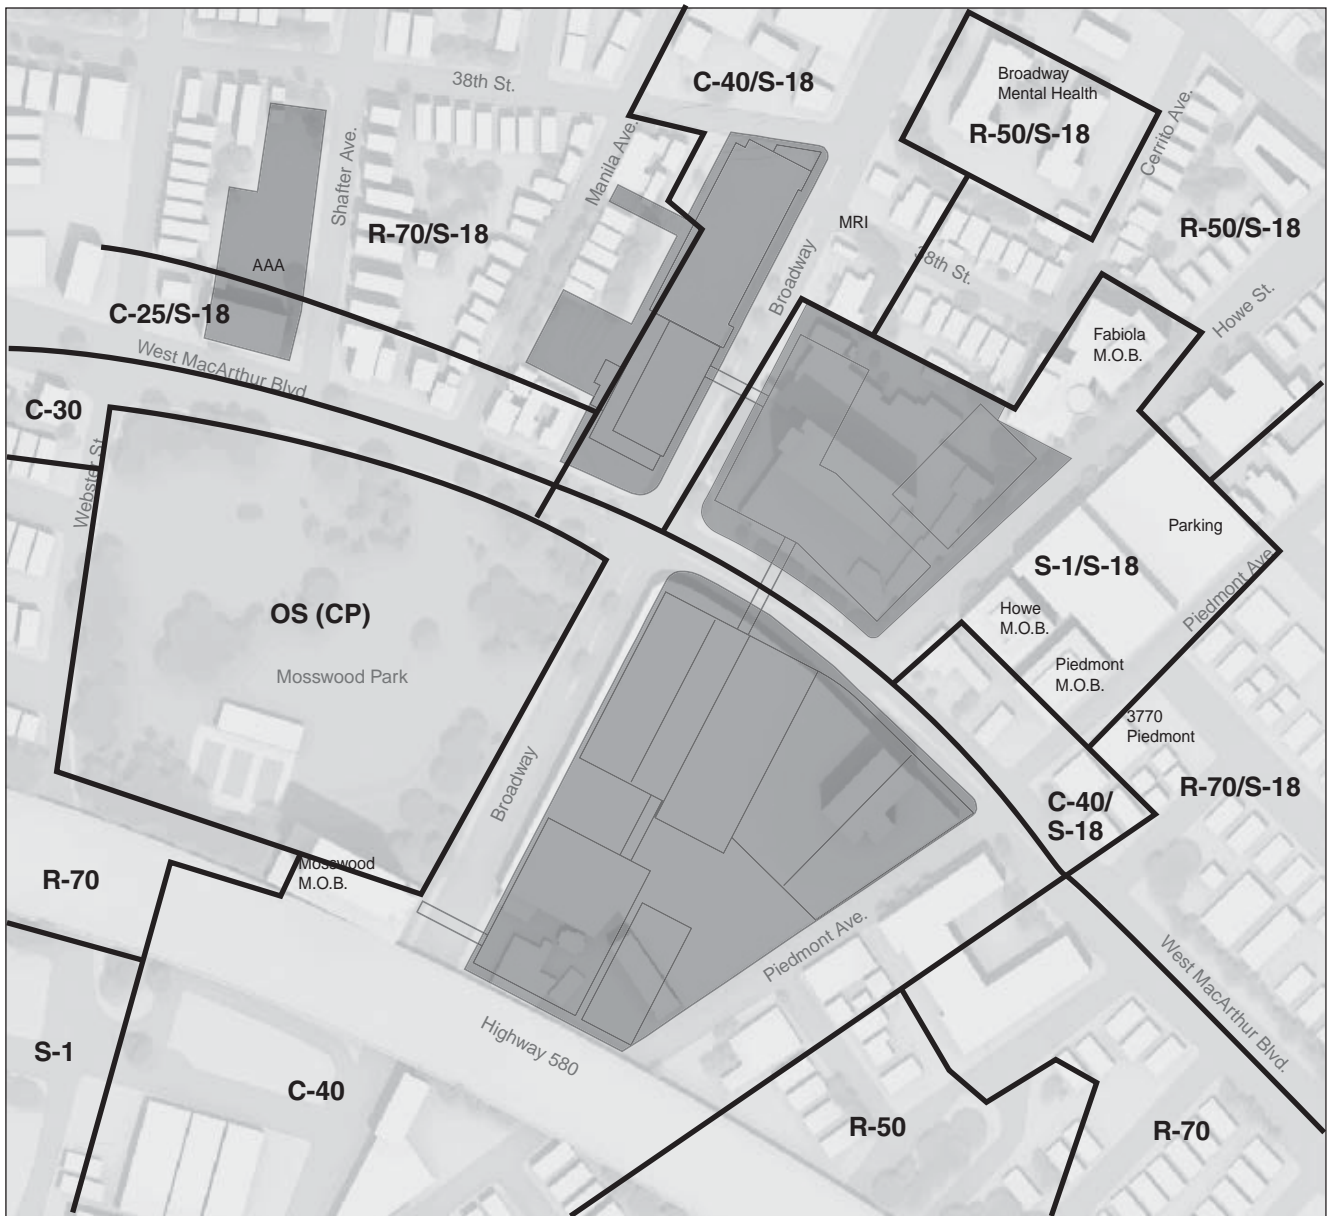 38th St.
C-40/S-18
Broadway
Mental Health
R-50/S-18
Cerrito Ave.
Shafter Ave.
Manila Ave.
R-70/S-18
MRI
R-50/S-18
AAA
Broadway
38th St.
C-25/S-18
Howe St.
Fabiola
M.O.B.
West MacArthur Blvd.
C-30
Webster St.
Parking
S-1/S-18
Piedmont Ave.
OS (CP)
Howe
M.O.B.
Mosswood Park
Piedmont
M.O.B.
3770
Piedmont
Broadway
C-40/
S-18
R-70/S-18
Mosswood
M.O.B.
R-70
Piedmont Ave.
West MacArthur Blvd.
Highway 580
S-1
C-40
R-50
R-70